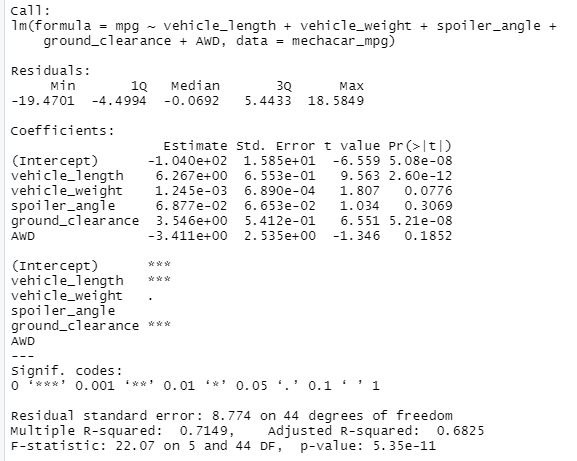 Call:
lm(formula = mpg ~ vehicle_length + vehicle_weight + spoiler_angle +
    ground_clearance + AWD, data = mechacar_mpg)

Residuals:
     Min       1Q   Median       3Q      Max
-19.4701  -4.4994  -0.0692   5.4433  18.5849

Coefficients:
                   Estimate Std. Error t value Pr(>|t|)
(Intercept)      -1.040e+02  1.585e+01  -6.559 5.08e-08
vehicle_length    6.267e+00  6.553e-01   9.563 2.60e-12
vehicle_weight    1.245e-03  6.890e-04   1.807   0.0776
spoiler_angle     6.877e-02  6.653e-02   1.034   0.3069
ground_clearance  3.546e+00  5.412e-01   6.551 5.21e-08
AWD              -3.411e+00  2.535e+00  -1.346   0.1852

(Intercept)      ***
vehicle_length   ***
vehicle_weight   .
spoiler_angle
ground_clearance ***
AWD
---
Signif. codes:
0 ‘***’ 0.001 ‘**’ 0.01 ‘*’ 0.05 ‘.’ 0.1 ‘ ’ 1

Residual standard error: 8.774 on 44 degrees of freedom
Multiple R-squared:  0.7149,    Adjusted R-squared:  0.6825
F-statistic: 22.07 on 5 and 44 DF,  p-value: 5.35e-11